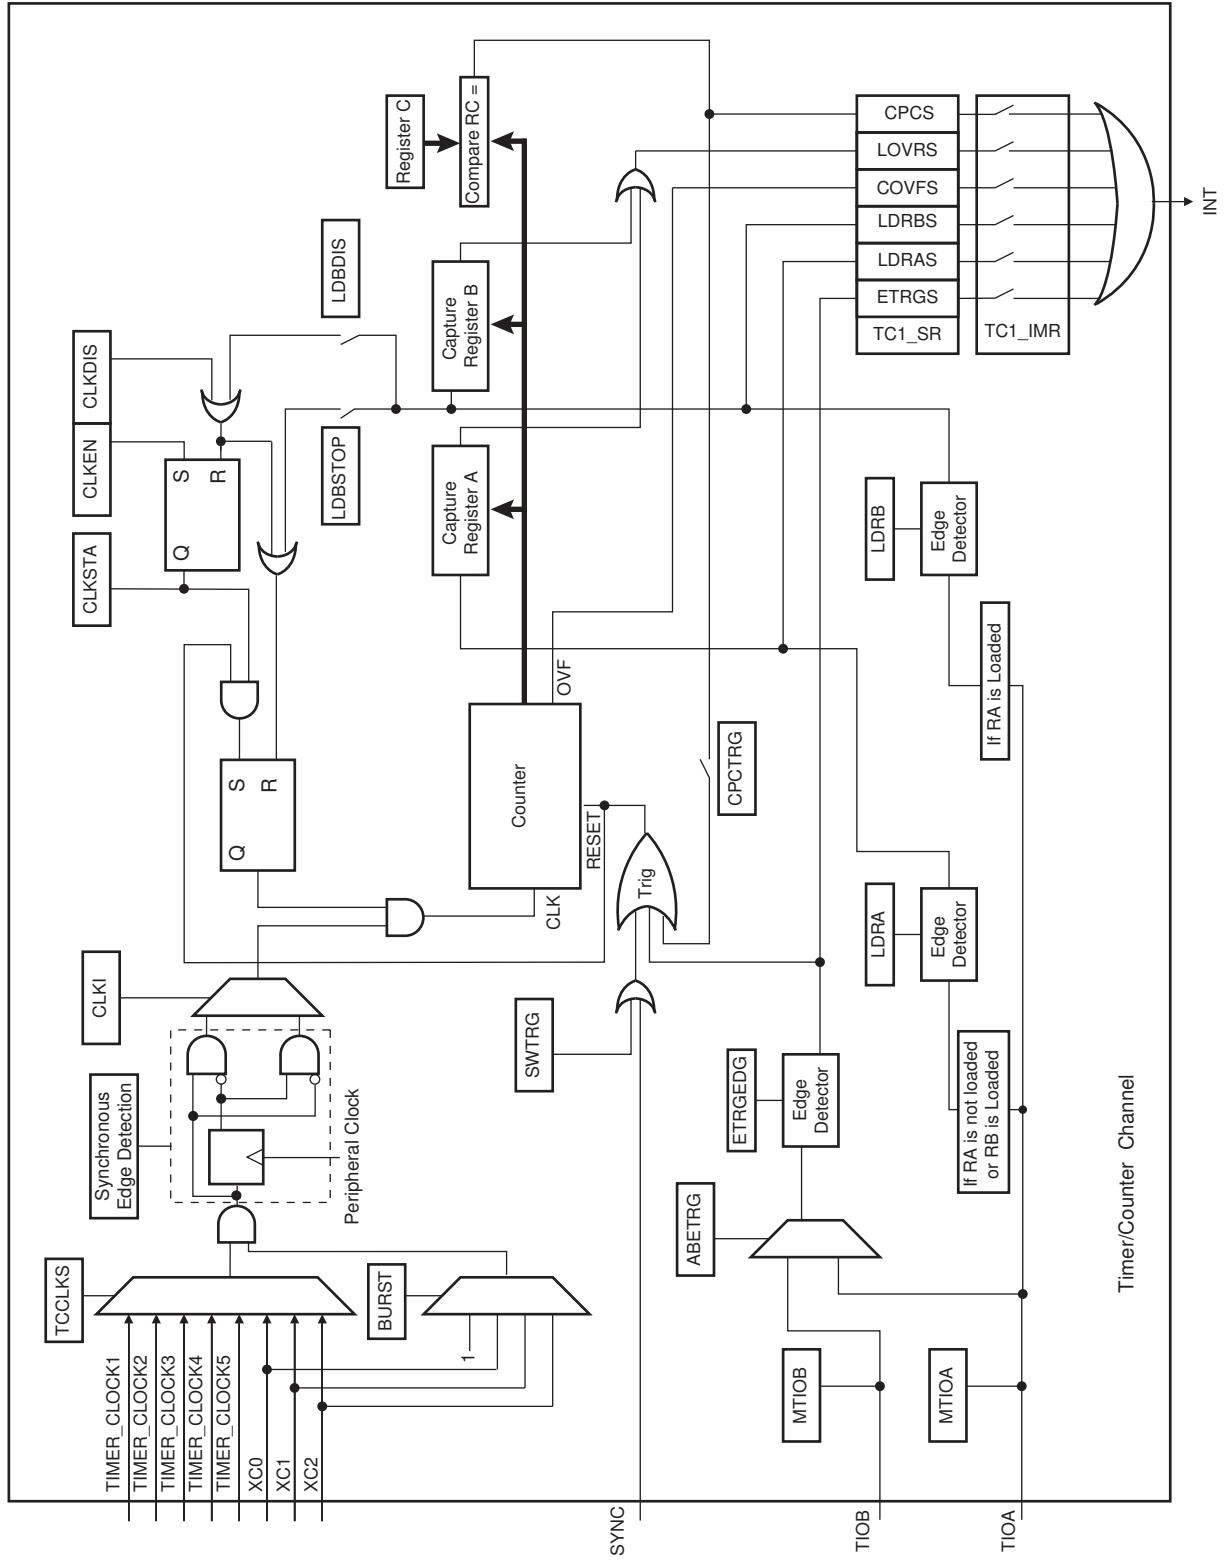 TCCLKS
TIMER_CLOCK1
TIMER_CLOCK2
TIMER_CLOCK3
TIMER_CLOCK4
TIMER_CLOCK5
XC0
XC1
XC2
Synchronous
Edge Detection
CLKI
Peripheral Clock
BURST
1
CLKSTA
CLKEN
CLKDIS
Q
S
R
Q
S
R
LDBSTOP
LDBDIS
Register C
Capture
Register A
Capture
Register B
Compare RC =
Counter
CLK
RESET
OVF
SWTRG
SYNC
Trig
CPCTRG
ABETRG
ETRGEDG
Edge
Detector
MTIOB
TIOB
MTIOA
TIOA
LDRA
Edge
Detector
If RA is not loaded
or RB is Loaded
LDRB
Edge
Detector
If RA is Loaded
CPCS
LOVRS
COVFS
LDRBS
LDRAS
ETRGS
TC1_SR
TC1_IMR
INT
Timer/Counter Channel